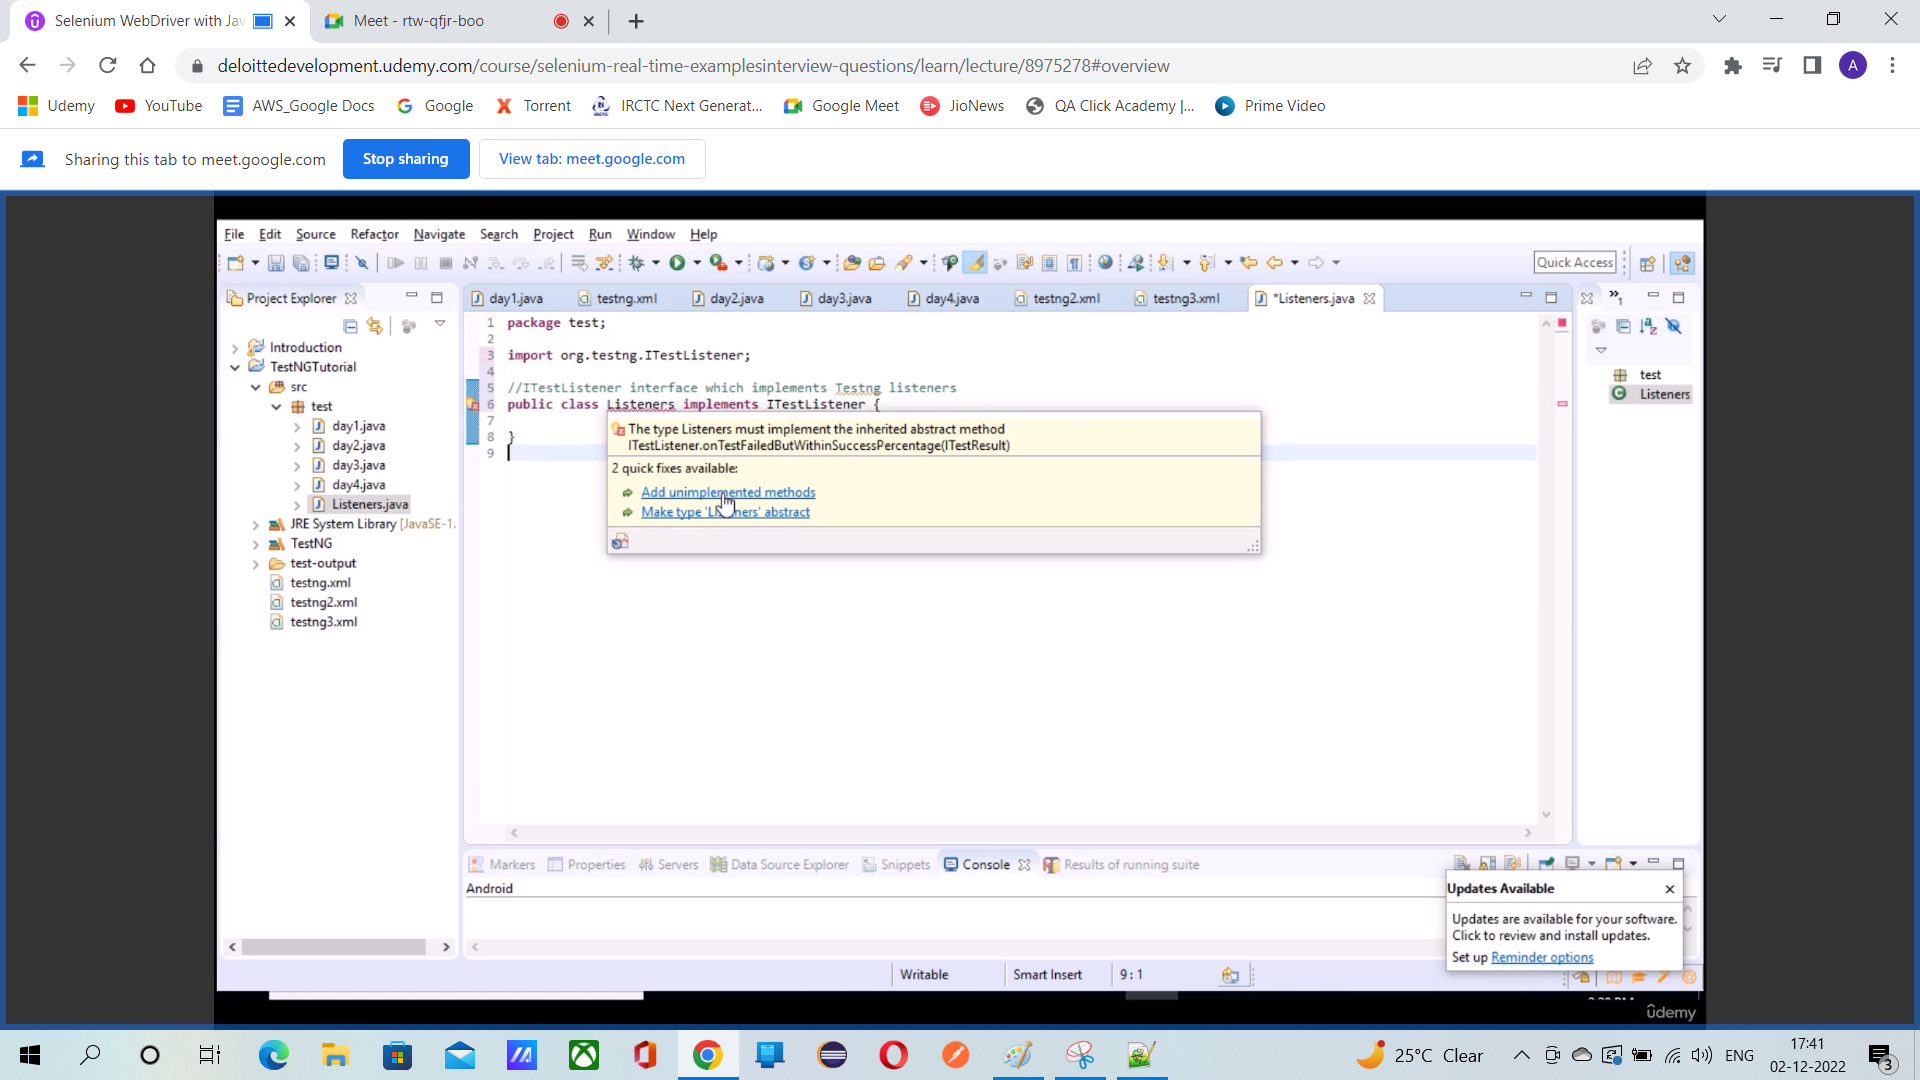 Selenium WebDriver with Jav
Meet - rtw-qfjr-boo
deloittedevelopment.udemy.com/course/selenium-real-time-examplesinterview-questions/learn/lecture/8975278#overview
A
Udemy YouTube AWS_Google Docs Google Torrent IRCTC Next Generat... Google Meet JioNews QA Click Academy |... Prime Video
Sharing this tab to meet.google.com Stop sharing View tab: meet.google.com
File Edit Source Refactor Navigate Search Project Run Window Help
Quick Access
Project Explorer
day1.java testng.xml day2.java day3.java day4.java testng2.xml testng3.xml *Listeners.java
1 package test;
2
3 import org.testng.ITestListener;
4
5 //ITestListener interface which implements Testng listeners
6 public class Listeners implements ITestListener {
7
8 }
9
Introduction
TestNGTutorial
src
test
day1.java
day2.java
day3.java
day4.java
Listeners.java
JRE System Library [JavaSE-1.
TestNG
test-output
testng.xml
testng2.xml
testng3.xml
The type Listeners must implement the inherited abstract method
ITestListener.onTestFailedButWithinSuccessPercentage(ITestResult)
2 quick fixes available:
Add unimplemented methods
Make type 'Listeners' abstract
test
Listeners
Markers Properties Servers Data Source Explorer Snippets Console Results of running suite
Android
Updates Available
Updates are available for your software.
Click to review and install updates.
Set up Reminder options
Writable Smart Insert 9 : 1
ûdemy
25°C Clear
ENG
17:41
02-12-2022
3